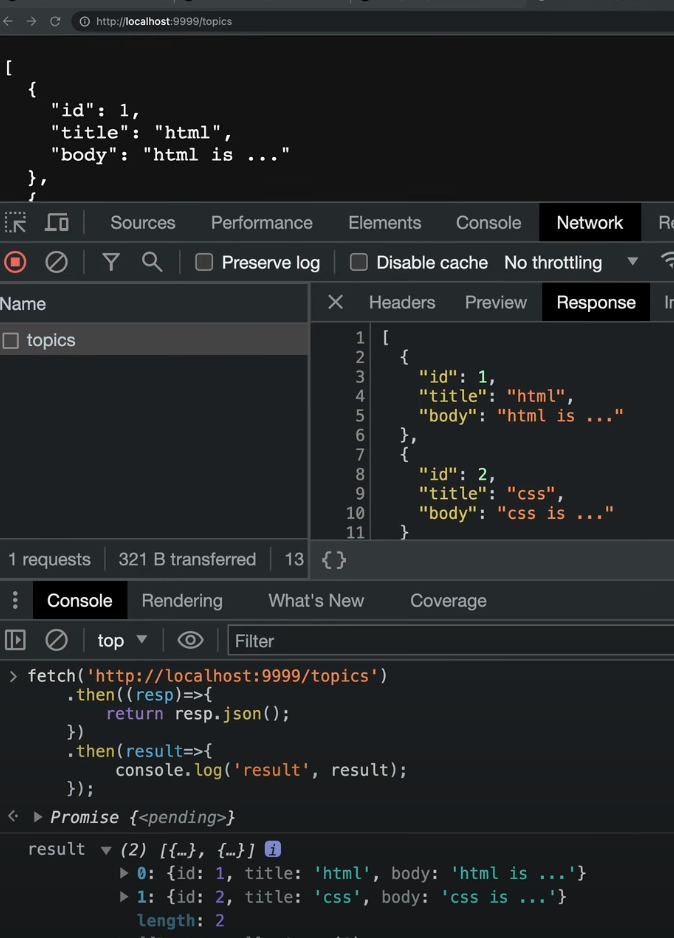 http://localhost:9999/topics
[
{
"id": 1,
"title": "html",
"body": "html is ..."
},
{
Sources Performance Elements Console Network Re
Preserve log Disable cache No throttling
Name
Headers Preview Response In
topics
1 [
2 {
3 "id": 1,
4 "title": "html",
5 "body": "html is ..."
6 },
7 {
8 "id": 2,
9 "title": "css",
10 "body": "css is ..."
11 }
1 requests 321 B transferred 13 {}
Console Rendering What's New Coverage
top Filter
> fetch('http://localhost:9999/topics')
.then((resp)=>{
return resp.json();
})
.then(result=>{
console.log('result', result);
});
Promise {<pending>}
result (2) [{…}, {…}] i
0: {id: 1, title: 'html', body: 'html is ...'}
1: {id: 2, title: 'css', body: 'css is ...'}
length: 2